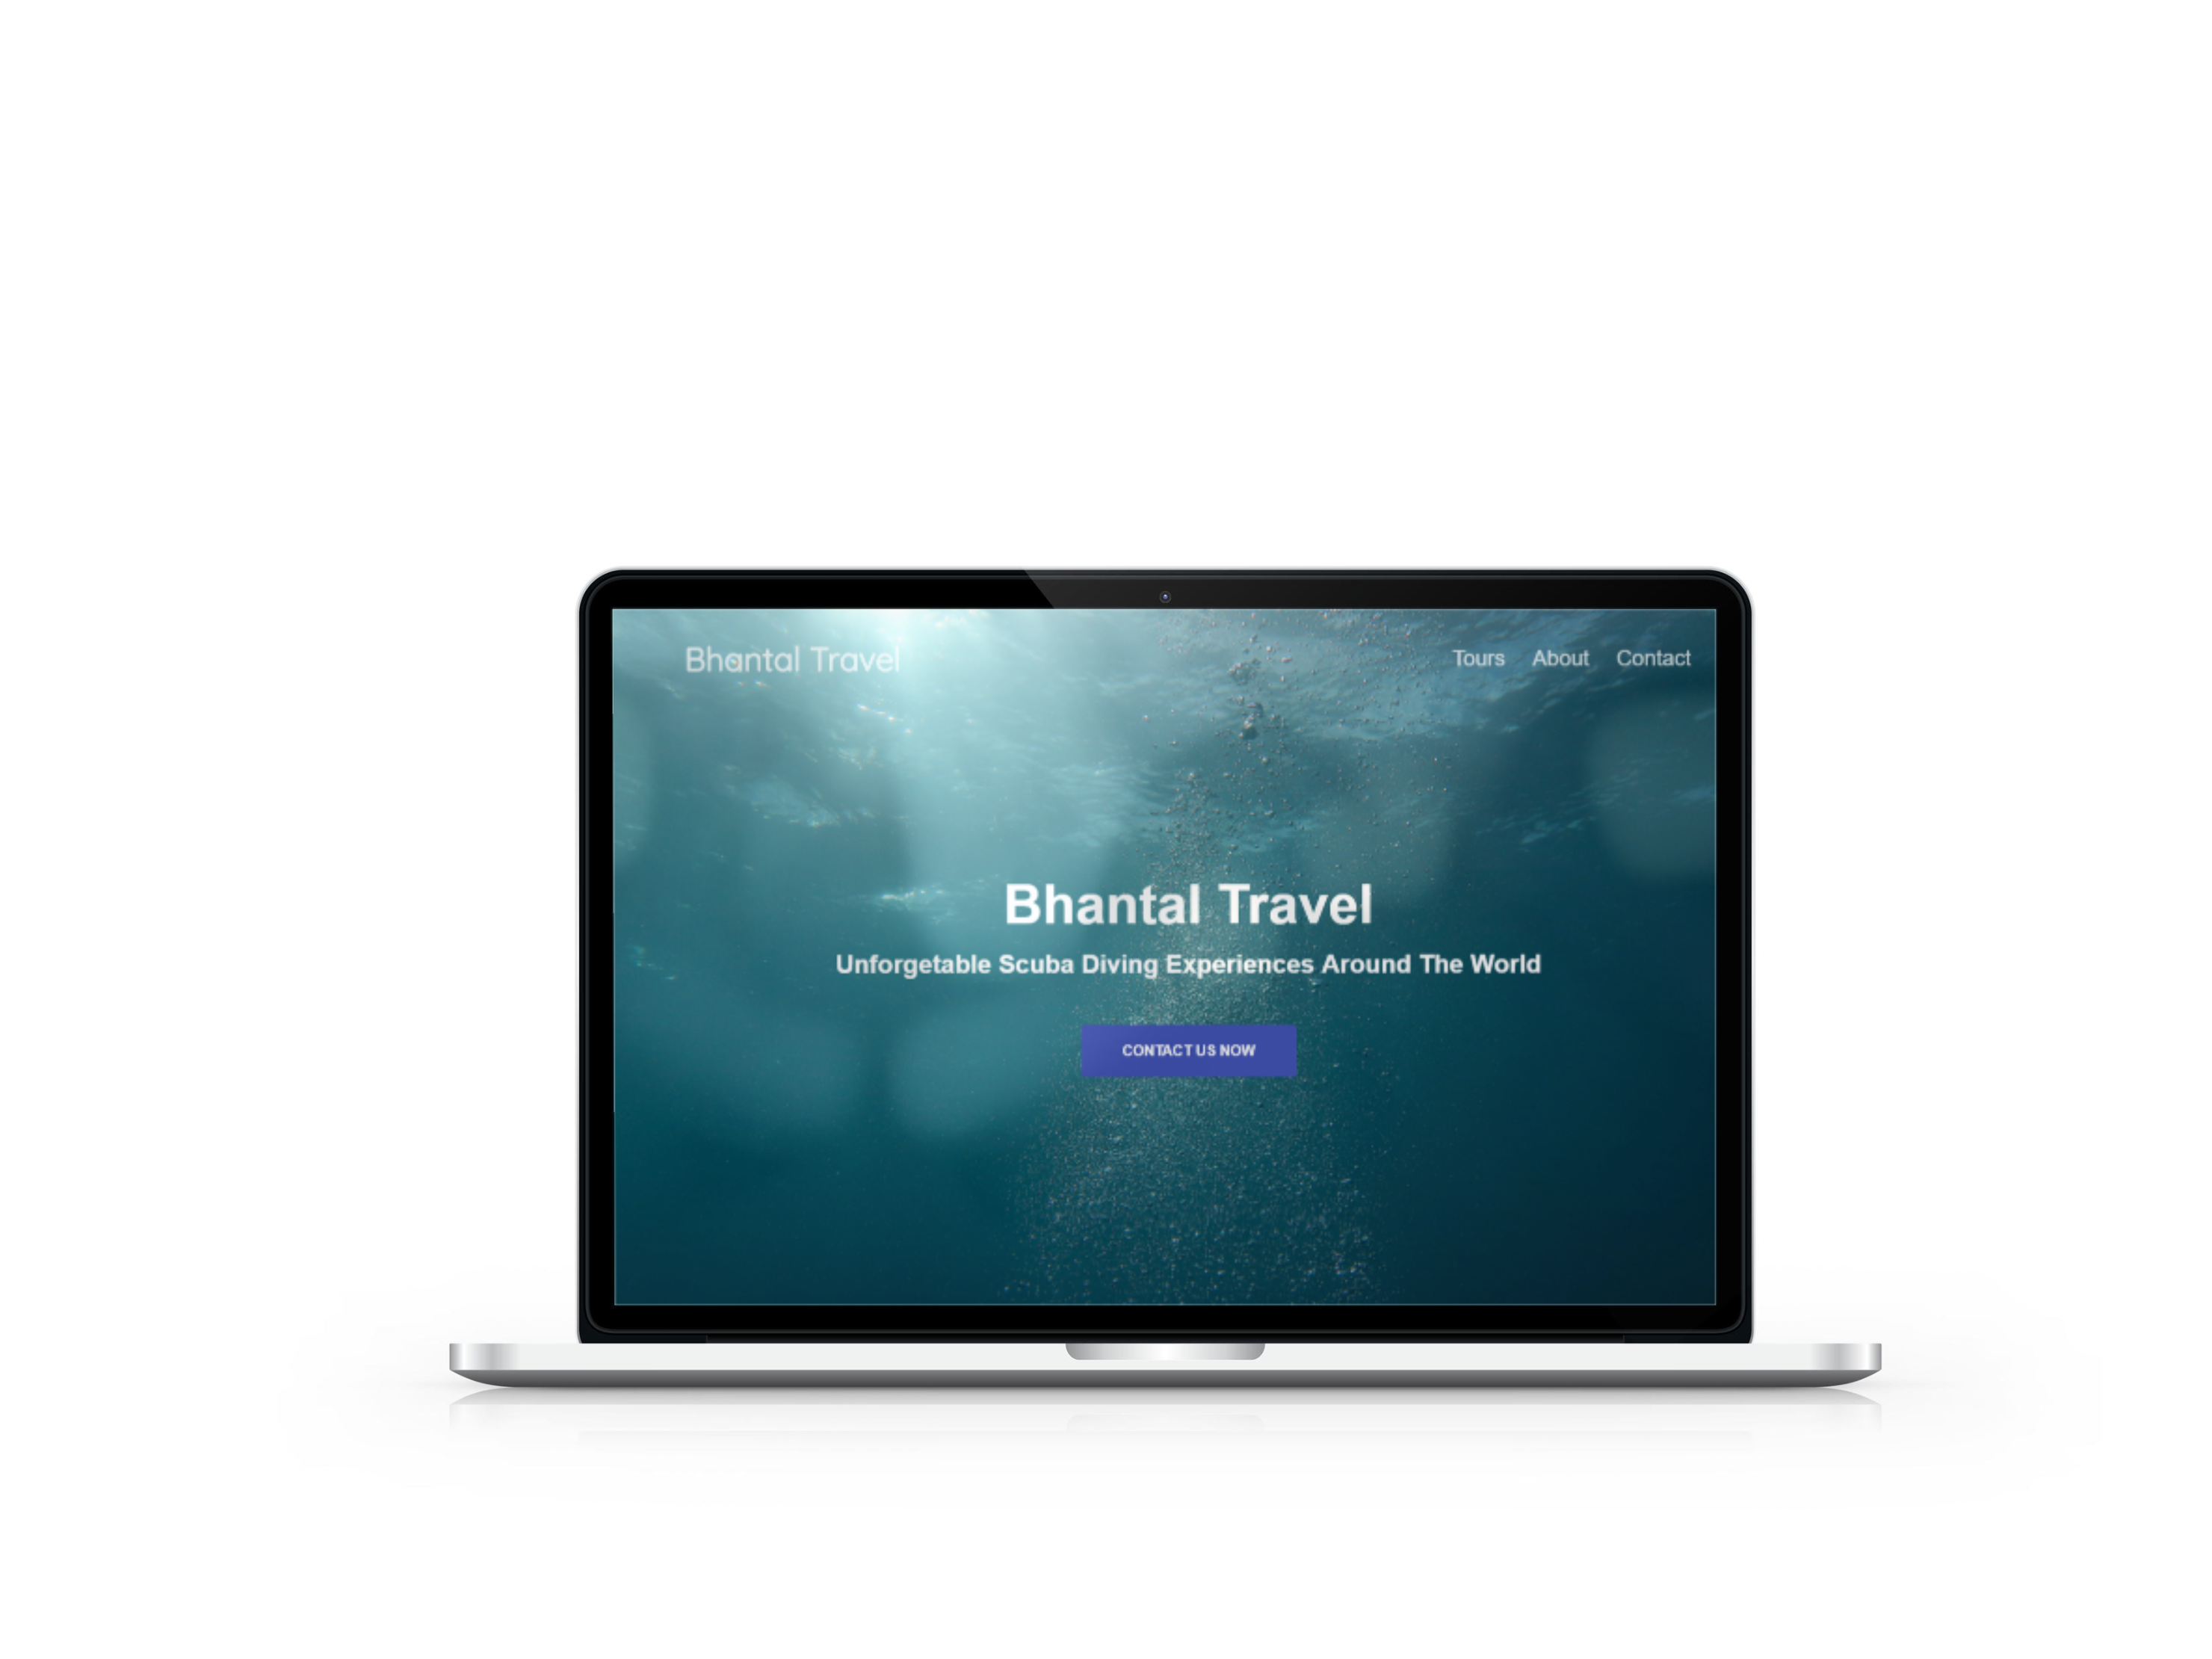 Bhantal Travel
Tours About Contact
Bhantal Travel
Unforgetable Scuba Diving Experiences Around The World
CONTACT US NOW